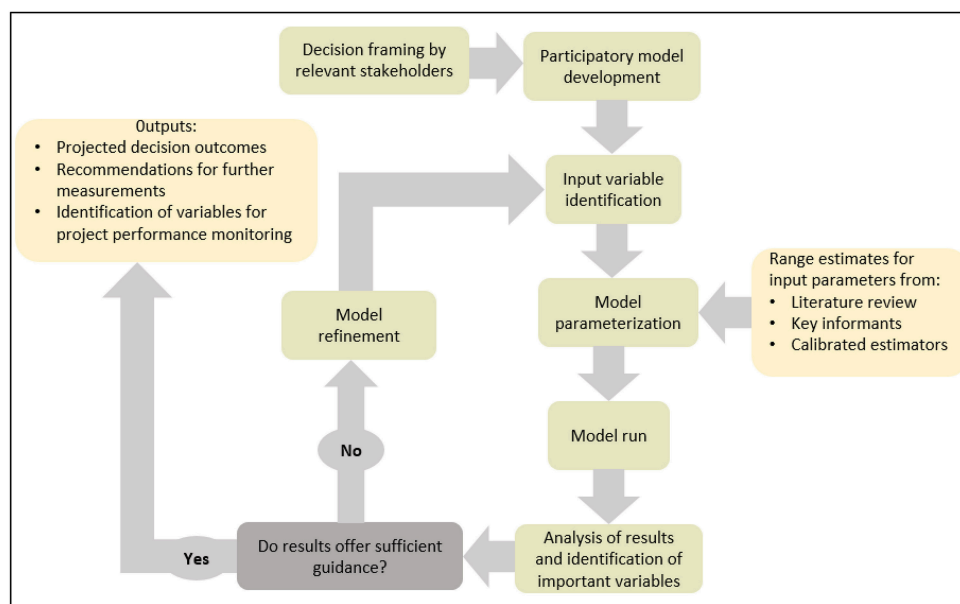 Decision framing by
relevant stakeholders
Participatory model
development
Outputs:
• Projected decision outcomes
• Recommendations for further
measurements
• Identification of variables for
project performance monitoring
Input variable
identification
Range estimates for
input parameters from:
• Literature review
• Key informants
• Calibrated estimators
Model
parameterization
Model
refinement
Model run
No
Analysis of results
and identification of
important variables
Do results offer sufficient
guidance?
Yes